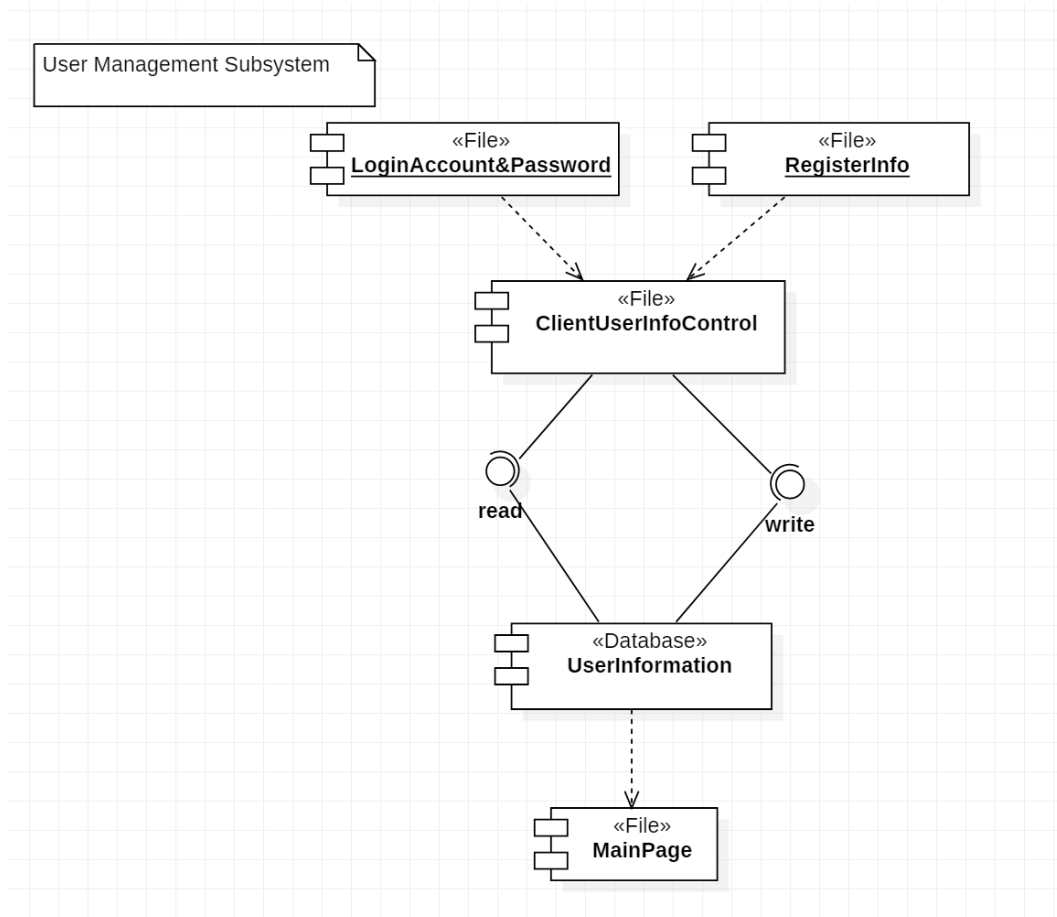 User Management Subsystem
«File»
LoginAccount&Password
«File»
RegisterInfo
«File»
ClientUserInfoControl
read
write
«Database»
UserInformation
«File»
MainPage